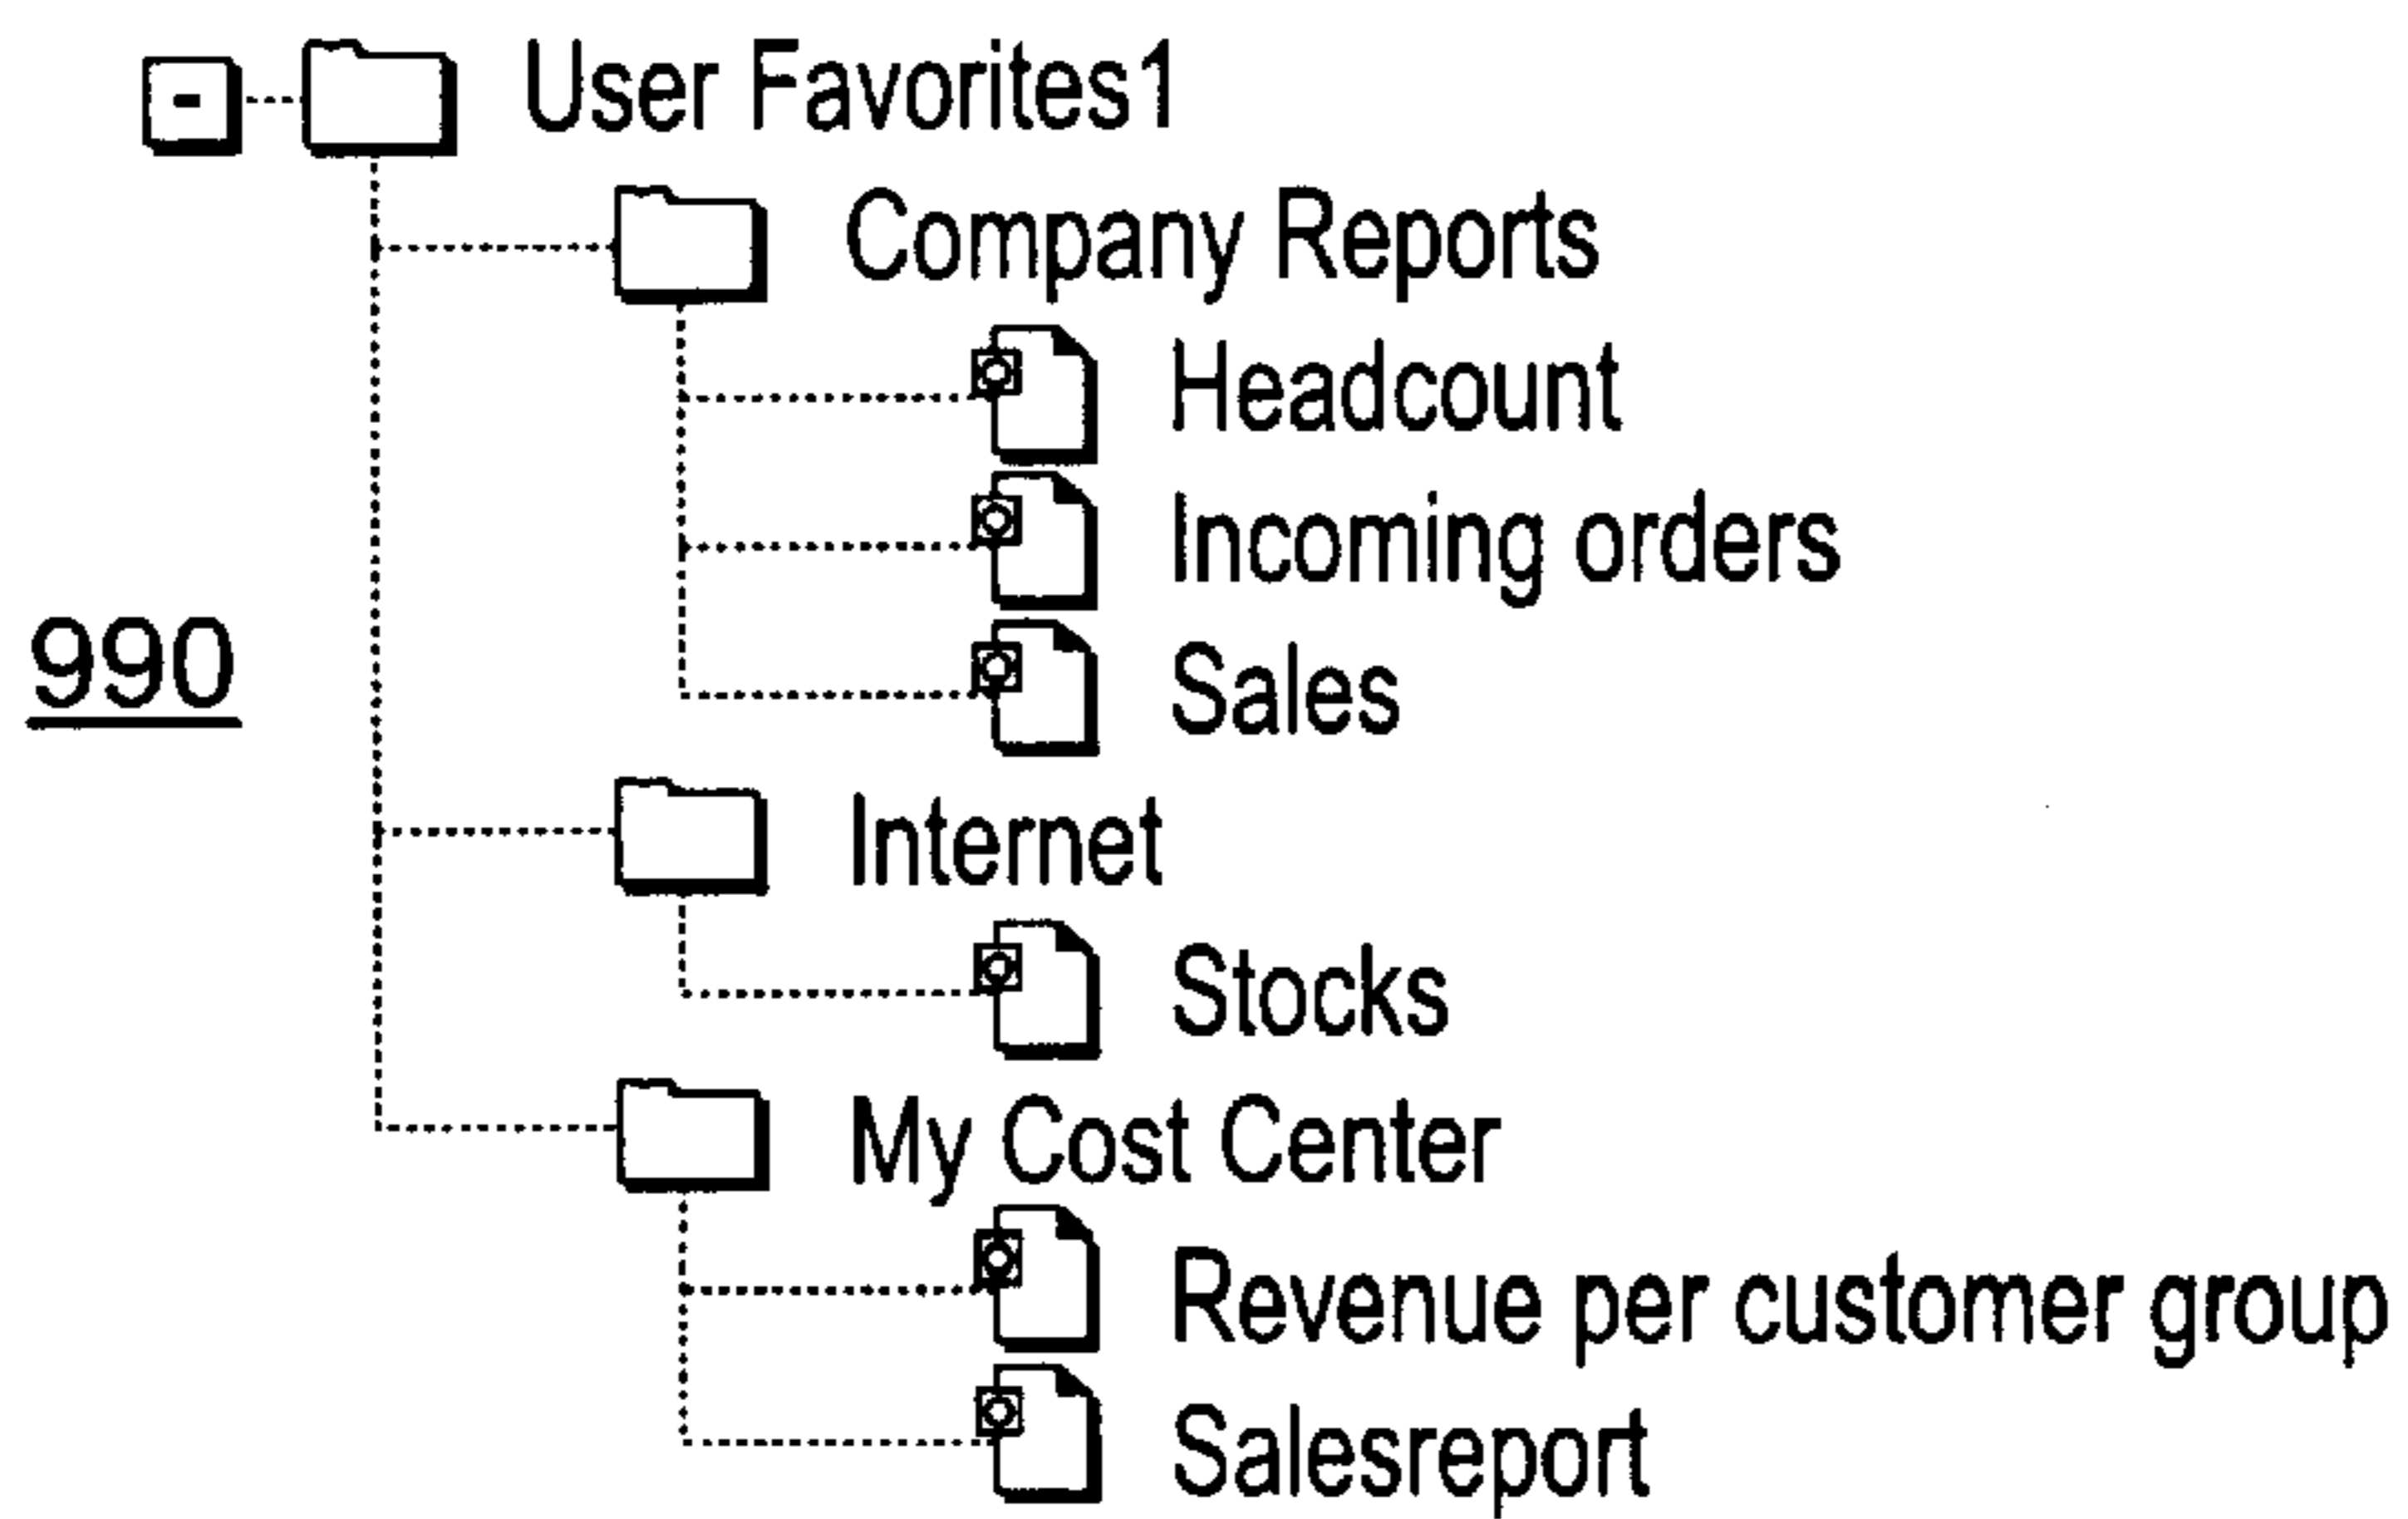 User Favorites1
Company Reports
Headcount
Incoming orders
990
Sales
Internet
Stocks
My Cost Center
Revenue per customer group
Salesreport